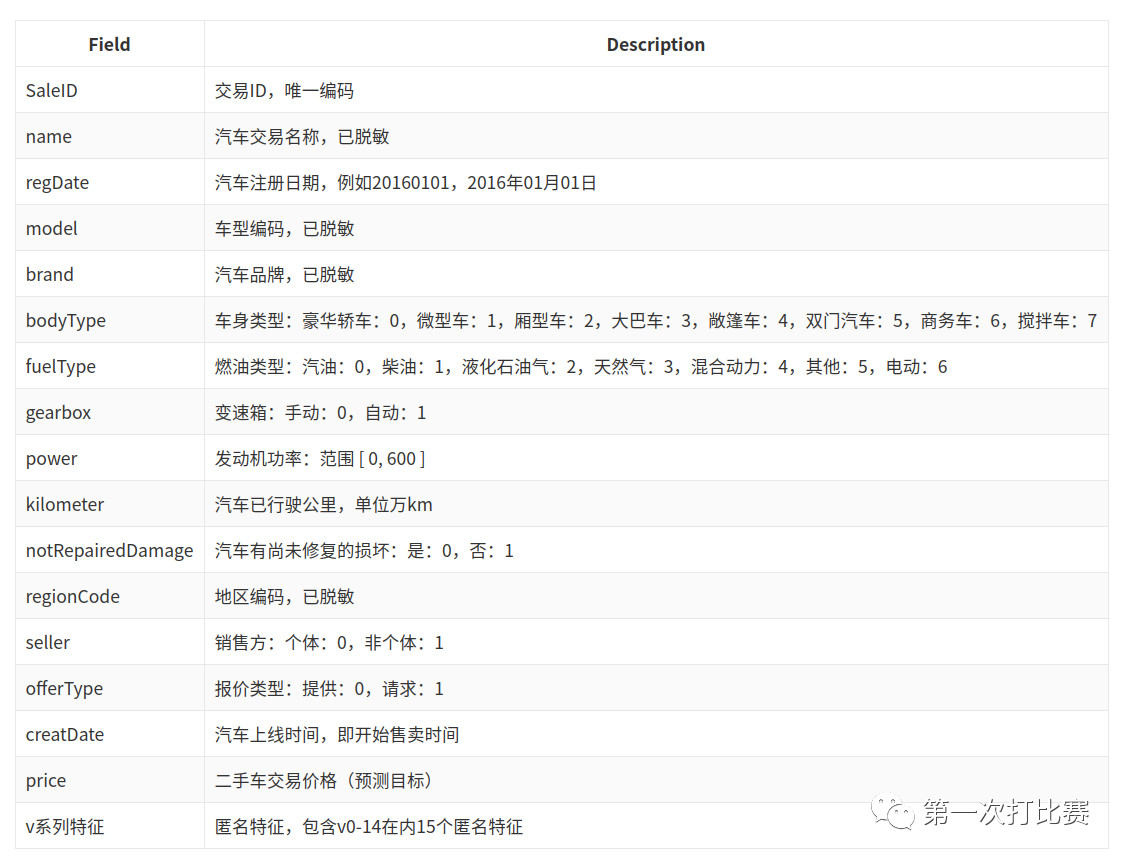 Field Description
SaleID 交易ID，唯一编码
name 汽车交易名称，已脱敏
regDate 汽车注册日期，例如20160101，2016年01月01日
model 车型编码，已脱敏
brand 汽车品牌，已脱敏
bodyType 车身类型：豪华轿车：0，微型车：1，厢型车：2，大巴车：3，敞篷车：4，双门汽车：5，商务车：6，搅拌车：7
fuelType 燃油类型：汽油：0，柴油：1，液化石油气：2，天然气：3，混合动力：4，其他：5，电动：6
gearbox 变速箱：手动：0，自动：1
power 发动机功率：范围 [ 0, 600 ]
kilometer 汽车已行驶公里，单位万km
notRepairedDamage 汽车有尚未修复的损坏：是：0，否：1
regionCode 地区编码，已脱敏
seller 销售方：个体：0，非个体：1
offerType 报价类型：提供：0，请求：1
creatDate 汽车上线时间，即开始售卖时间
price 二手车交易价格（预测目标）
v系列特征 匿名特征，包含v0-14在内15个匿名特征
第一次打比赛